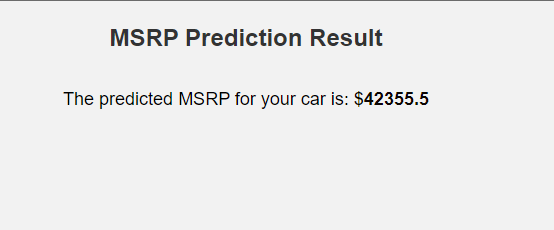 MSRP Prediction Result
The predicted MSRP for your car is: $42355.5